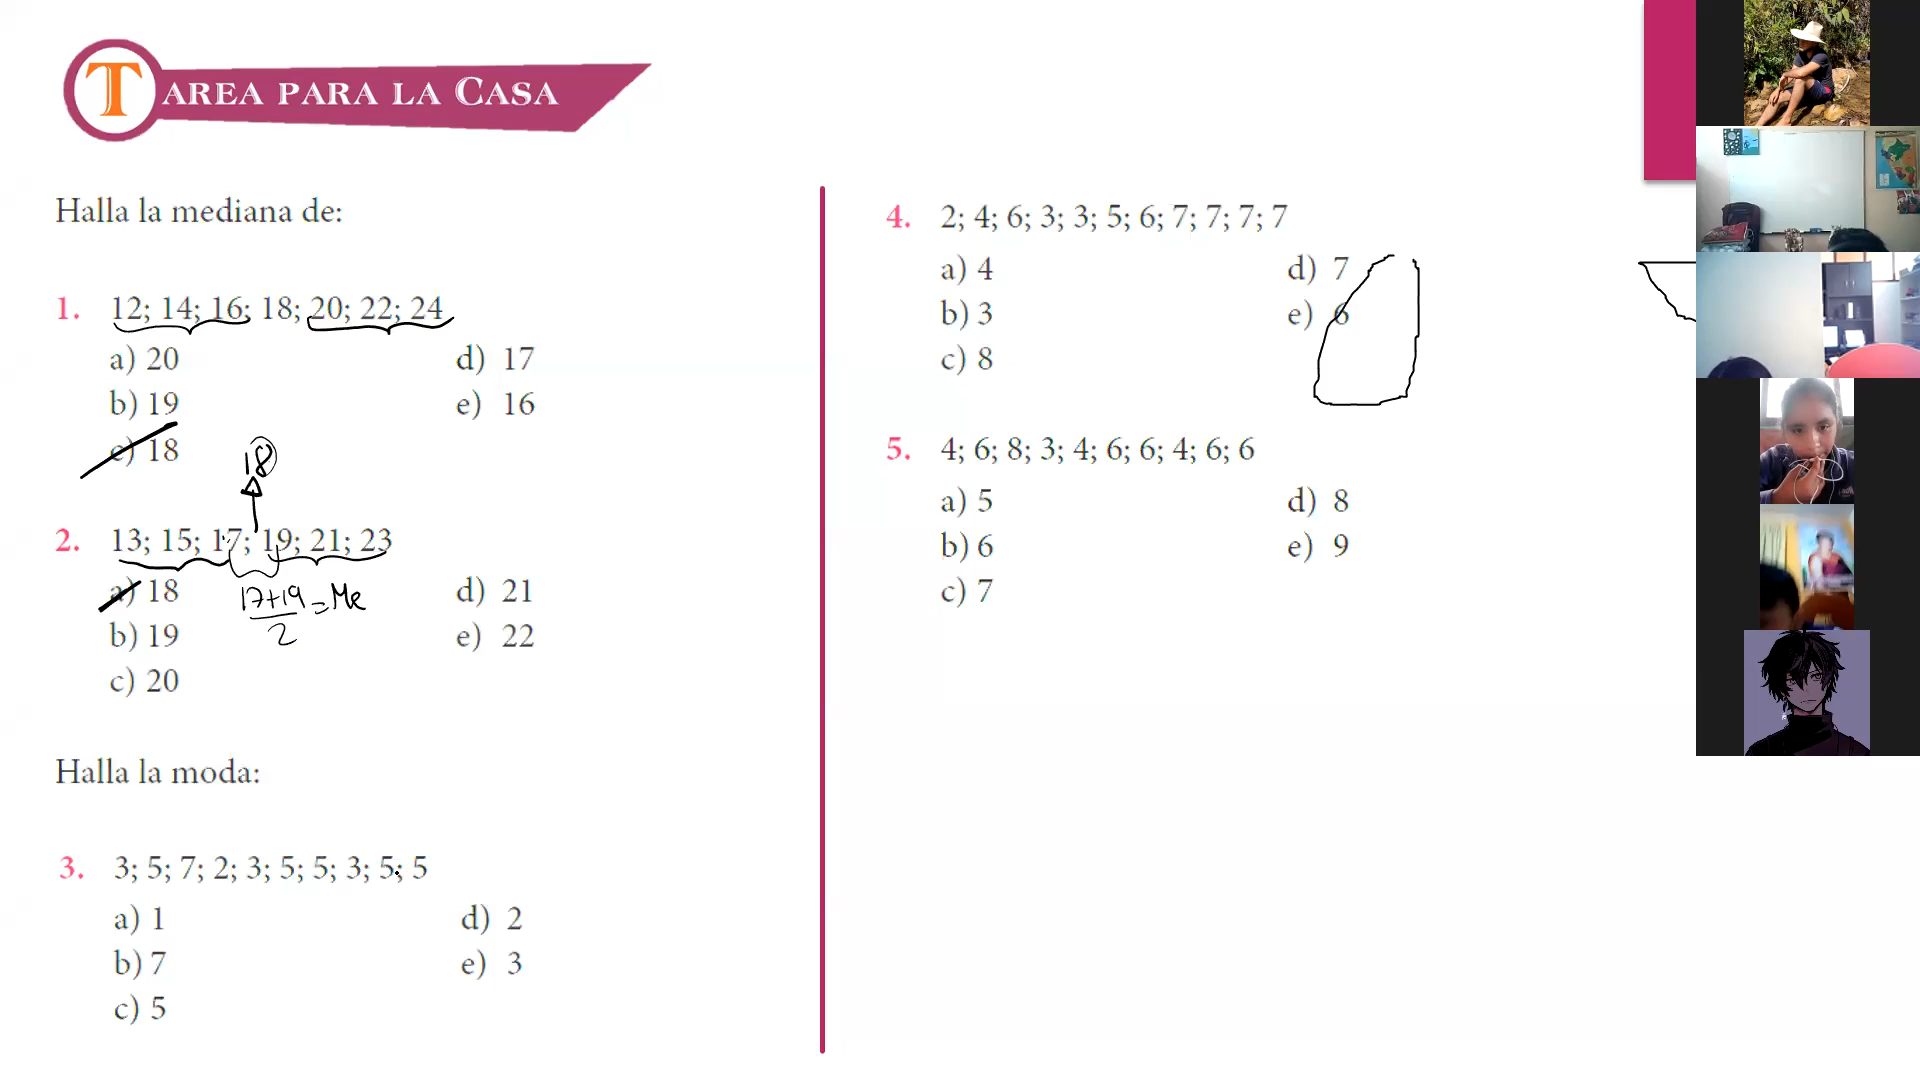 TAREA PARA LA CASA
Halla la mediana de:
1. 12; 14; 16; 18; 20; 22; 24
a) 20
d) 17
b) 19
e) 16
c) 18
18
2. 13; 15; 17; 19; 21; 23
a) 18
d) 21
17+19
2
= Me
b) 19
e) 22
c) 20
Halla la moda:
3. 3; 5; 7; 2; 3; 5; 5; 3; 5; 5
a) 1
d) 2
b) 7
e) 3
c) 5
4. 2; 4; 6; 3; 3; 5; 6; 7; 7; 7; 7
a) 4
d) 7
b) 3
e) 6
c) 8
5. 4; 6; 8; 3; 4; 6; 6; 4; 6; 6
a) 5
d) 8
b) 6
e) 9
c) 7